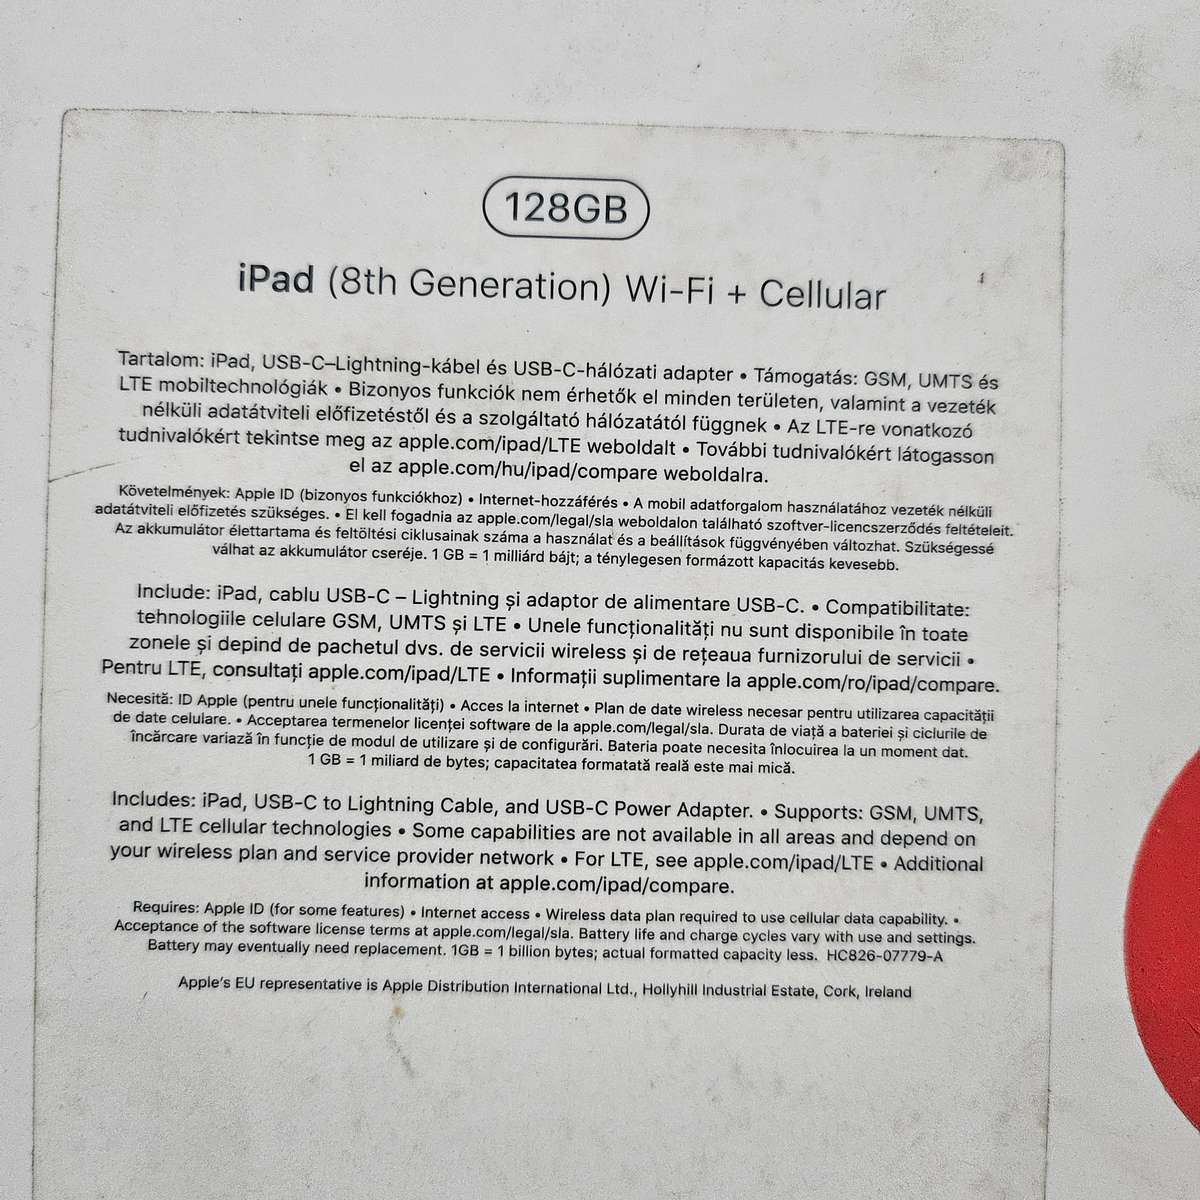 128GB
iPad (8th Generation) Wi-Fi + Cellular
Tartalom: iPad, USB-C–Lightning-kábel és USB-C-hálózati adapter • Támogatás: GSM, UMTS és
LTE mobiltechnológiák • Bizonyos funkciók nem érhetők el minden területen, valamint a vezeték
nélküli adatátviteli előfizetéstől és a szolgáltató hálózatától függnek • Az LTE-re vonatkozó
tudnivalókért tekintse meg az apple.com/ipad/LTE weboldalt • További tudnivalókért látogasson
el az apple.com/hu/ipad/compare weboldalra.
Követelmények: Apple ID (bizonyos funkciókhoz) • Internet-hozzáférés • A mobil adatforgalom használatához vezeték nélküli
adatátviteli előfizetés szükséges. • El kell fogadnia az apple.com/legal/sla weboldalon található szoftver-licencszerződés feltételeit.
Az akkumulátor élettartama és feltöltési ciklusainak száma a használat és a beállítások függvényében változhat. Szükségessé
válhat az akkumulátor cseréje. 1 GB = 1 milliárd bájt; a ténylegesen formázott kapacitás kevesebb.
Include: iPad, cablu USB-C – Lightning și adaptor de alimentare USB-C. • Compatibilitate:
tehnologiile celulare GSM, UMTS și LTE • Unele funcționalități nu sunt disponibile în toate
zonele și depind de pachetul dvs. de servicii wireless și de rețeaua furnizorului de servicii •
Pentru LTE, consultați apple.com/ipad/LTE • Informații suplimentare la apple.com/ro/ipad/compare.
Necesită: ID Apple (pentru unele funcționalități) • Acces la internet • Plan de date wireless necesar pentru utilizarea capacității
de date celulare. • Acceptarea termenelor licenței software de la apple.com/legal/sla. Durata de viață a bateriei și ciclurile de
încărcare variază în funcție de modul de utilizare și de configurări. Bateria poate necesita înlocuirea la un moment dat.
1 GB = 1 miliard de bytes; capacitatea formatată reală este mai mică.
Includes: iPad, USB-C to Lightning Cable, and USB-C Power Adapter. • Supports: GSM, UMTS,
and LTE cellular technologies • Some capabilities are not available in all areas and depend on
your wireless plan and service provider network • For LTE, see apple.com/ipad/LTE • Additional
information at apple.com/ipad/compare.
Requires: Apple ID (for some features) • Internet access • Wireless data plan required to use cellular data capability. •
Acceptance of the software license terms at apple.com/legal/sla. Battery life and charge cycles vary with use and settings.
Battery may eventually need replacement. 1GB = 1 billion bytes; actual formatted capacity less. HC826-07779-A
Apple's EU representative is Apple Distribution International Ltd., Hollyhill Industrial Estate, Cork, Ireland